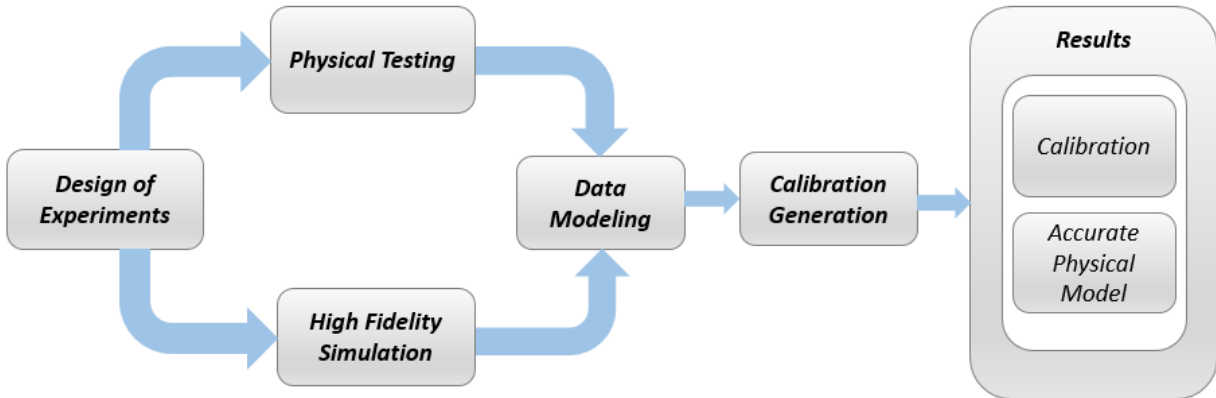 Physical Testing
Design of
Experiments
High Fidelity
Simulation
Data
Modeling
Calibration
Generation
Results
Calibration
Accurate
Physical
Model